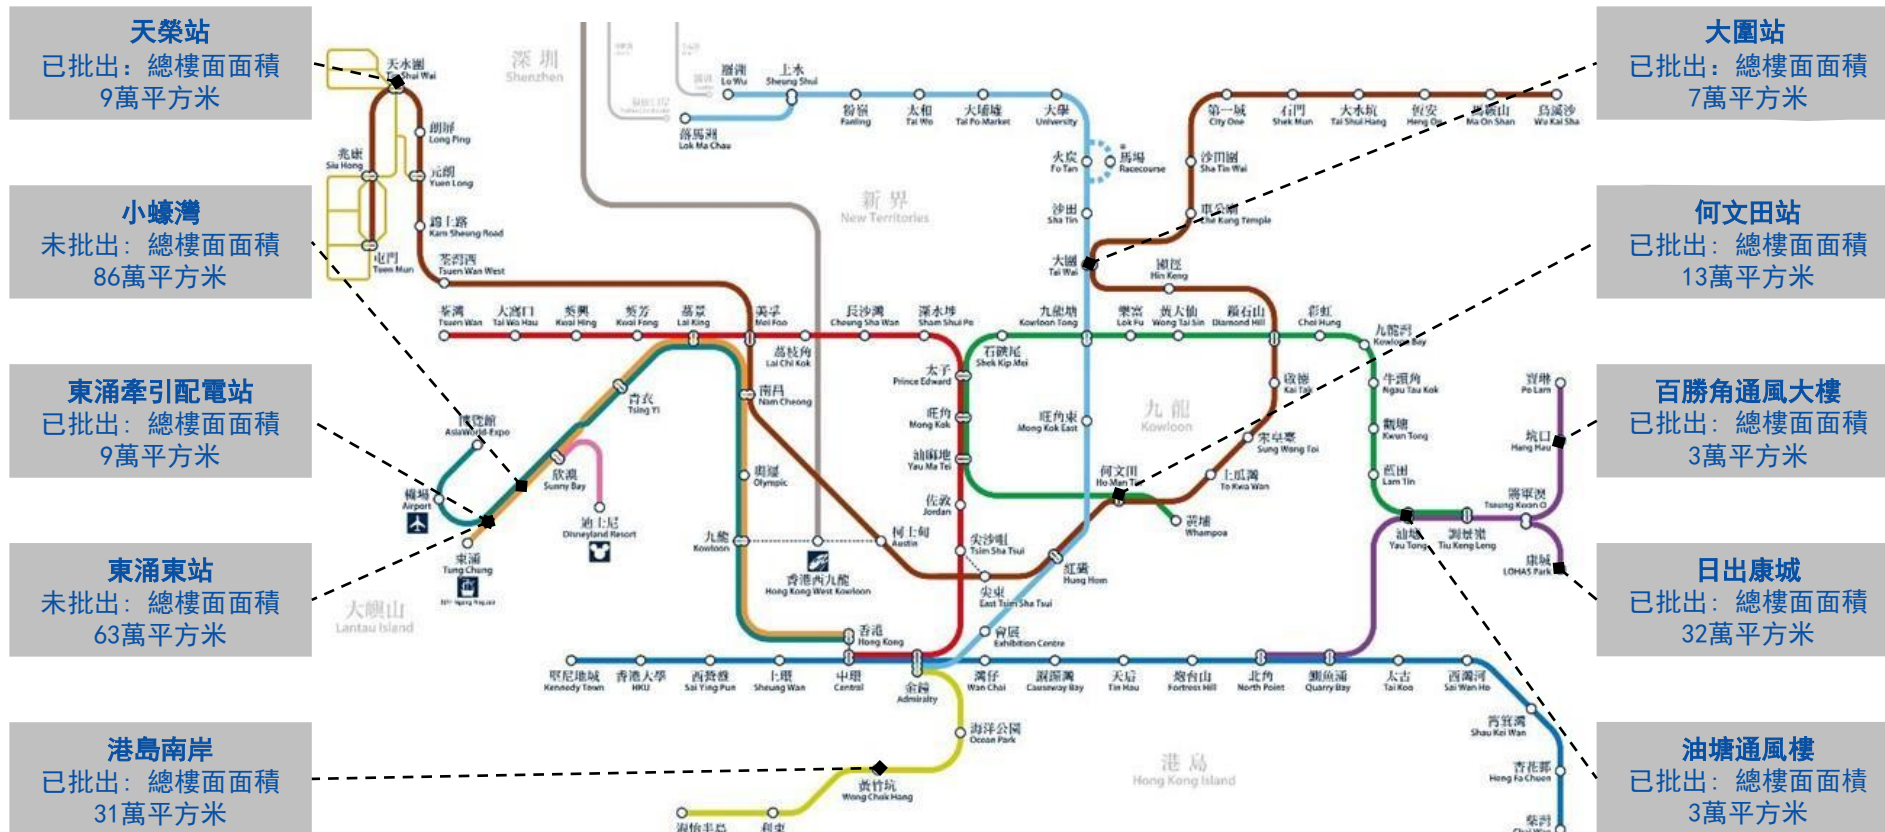 天榮站
已批出：總樓面面積
9萬平方米
小蠔灣
未批出：總樓面面積
86萬平方米
東涌牽引配電站
已批出：總樓面面積
9萬平方米
東涌東站
未批出：總樓面面積
63萬平方米
港島南岸
已批出：總樓面面積
31萬平方米
大圍站
已批出：總樓面面積
7萬平方米
何文田站
已批出：總樓面面積
13萬平方米
百勝角通風大樓
已批出：總樓面面積
3萬平方米
日出康城
已批出：總樓面面積
32萬平方米
油塘通風樓
已批出：總樓面面積
3萬平方米
深圳
Shenzhen
新界
New Territories
九龍
Kowloon
大嶼山
Lantau Island
港島
Hong Kong Island
天水圍
朗屏
Long Ping
兆康
Siu Hong
元朗
Yuen Long
錦上路
Kam Sheung Road
屯門
Tuen Mun
荃灣西
Tsuen Wan West
羅湖
Lo Wu
上水
Sheung Shui
落馬洲
Lok Ma Chau
粉嶺
Fanling
太和
Tai Wo
大埔墟
Tai Po Market
大學
University
火炭
Fo Tan
馬場
Racecourse
沙田
Sha Tin
大圍
Tai Wai
第一城
City One
石門
Shek Mun
大水坑
Tai Shui Hang
恆安
Heng On
馬鞍山
Ma On Shan
烏溪沙
Wu Kai Sha
沙田圍
Sha Tin Wai
車公廟
Che Kung Temple
顯徑
Hin Keng
荃灣
Tsuen Wan
大窩口
Tai Wo Hau
葵興
Kwai Hing
葵芳
Kwai Fong
荔景
Lai King
美孚
Mei Foo
荔枝角
Lai Chi Kok
長沙灣
Cheung Sha Wan
深水埗
Sham Shui Po
石硤尾
Shek Kip Mei
九龍塘
Kowloon Tong
樂富
Lok Fu
黃大仙
Wong Tai Sin
鑽石山
Diamond Hill
彩虹
Choi Hung
九龍灣
Kowloon Bay
牛頭角
Ngau Tau Kok
觀塘
Kwun Tong
藍田
Lam Tin
太子
Prince Edward
旺角
Mong Kok
油麻地
Yau Ma Tei
佐敦
Jordan
尖沙咀
Tsim Sha Tsui
尖東
East Tsim Sha Tsui
旺角東
Mong Kok East
啟德
Kai Tak
宋皇臺
Sung Wong Toi
土瓜灣
To Kwa Wan
何文田
Ho Man Tin
黃埔
Whampoa
紅磡
Hung Hom
柯士甸
Austin
香港西九龍
Hong Kong West Kowloon
南昌
Nam Cheong
奧運
Olympic
九龍
Kowloon
青衣
Tsing Yi
欣澳
Sunny Bay
迪士尼
Disneyland Resort
博覽館
AsiaWorld-Expo
機場
Airport
東涌
Tung Chung
寶琳
Po Lam
坑口
Hang Hau
將軍澳
Tseung Kwan O
康城
LOHAS Park
油塘
Yau Tong
調景嶺
Tiu Keng Leng
香港
Hong Kong
會展
Exhibition Centre
堅尼地城
Kennedy Town
香港大學
HKU
西營盤
Sai Ying Pun
上環
Sheung Wan
中環
Central
金鐘
Admiralty
灣仔
Wan Chai
銅鑼灣
Causeway Bay
天后
Tin Hau
炮台山
Fortress Hill
北角
North Point
鰂魚涌
Quarry Bay
太古
Tai Koo
西灣河
Sai Wan Ho
筲箕灣
Shau Kei Wan
杏花邨
Heng Fa Chuen
柴灣
海洋公園
Ocean Park
黃竹坑
Wong Chuk Hang
海怡半島
利東